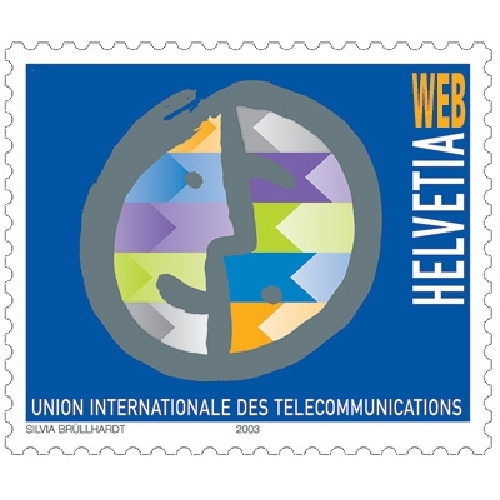 WEB
HELVETIA
UNION INTERNATIONALE DES TELECOMMUNICATIONS
SILVIA BRÜLLHARDT 2003